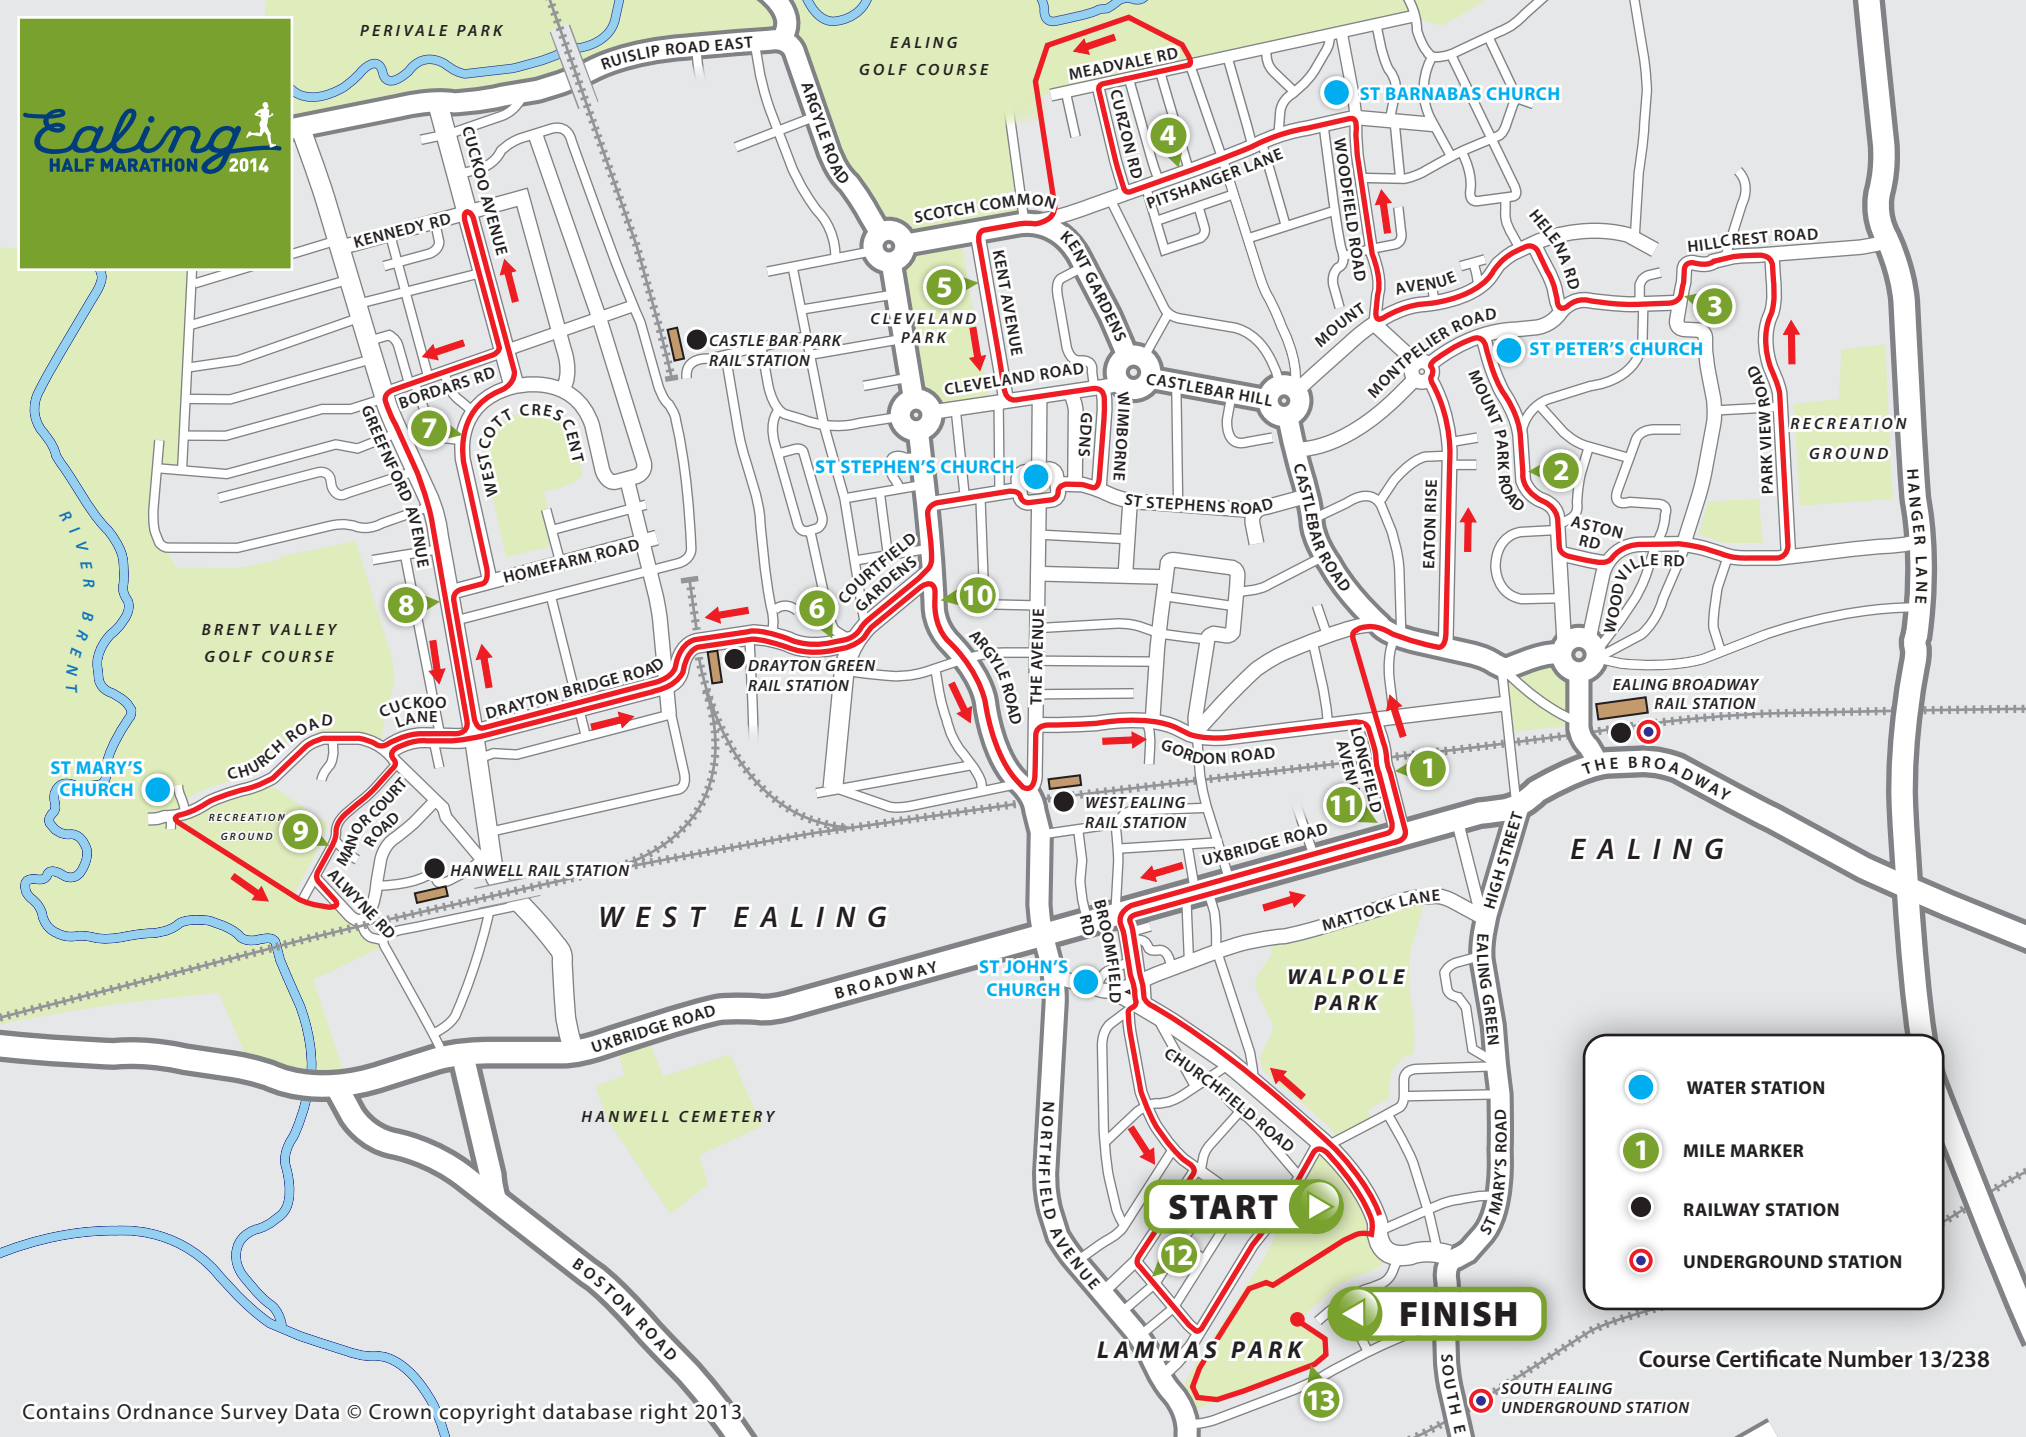 Ealing
HALF MARATHON 2014
PERIVALE PARK
RUISLIP ROAD EAST
EALING
GOLF COURSE
ARGYLE ROAD
MEADVALE RD
CURZON RD
4
PITSHANGER LANE
ST BARNABAS CHURCH
WOODFIELD ROAD
CUCKOO AVENUE
KENNEDY RD
SCOTCH COMMON
KENT AVENUE
KENT GARDENS
5
CLEVELAND
PARK
CLEVELAND ROAD
HELENA RD
HILLCREST ROAD
MOUNT
AVENUE
3
MONTPELIER ROAD
ST PETER'S CHURCH
CASTLE BAR PARK
RAIL STATION
BORDARS RD
7
WESTCOTT CRESCENT
GREENFORD AVENUE
CASTLEBAR HILL
WIMBORNE
GDNS
MOUNT PARK ROAD
PARK VIEW ROAD
RECREATION
GROUND
2
HANGER LANE
ST STEPHEN'S CHURCH
ST STEPHENS ROAD
CASTLEBAR ROAD
EATON RISE
ASTON
RD
WOODVILLE RD
RIVER BRENT
HOMEFARM ROAD
COURTFIELD
GARDENS
8
6
10
BRENT VALLEY
GOLF COURSE
ARGYLE ROAD
THE AVENUE
DRAYTON GREEN
RAIL STATION
DRAYTON BRIDGE ROAD
CUCKOO
LANE
EALING BROADWAY
RAIL STATION
CHURCH ROAD
ST MARY'S
CHURCH
GORDON ROAD
LONGFIELD
AVENUE
1
THE BROADWAY
RECREATION
GROUND
9
MANOR COURT
ROAD
WEST EALING
RAIL STATION
11
UXBRIDGE ROAD
EALING
HIGH STREET
HANWELL RAIL STATION
ALWYNE RD
WEST EALING
MATTOCK LANE
BROOMFIELD
RD
ST JOHN'S
CHURCH
BROADWAY
UXBRIDGE ROAD
WALPOLE
PARK
EALING GREEN
HANWELL CEMETERY
CHURCHFIELD ROAD
NORTHFIELD AVENUE
ST MARY'S ROAD
START
12
BOSTON ROAD
FINISH
LAMMAS PARK
13
SOUTH E
SOUTH EALING
UNDERGROUND STATION
WATER STATION
1
MILE MARKER
RAILWAY STATION
UNDERGROUND STATION
Course Certificate Number 13/238
Contains Ordnance Survey Data © Crown copyright database right 2013